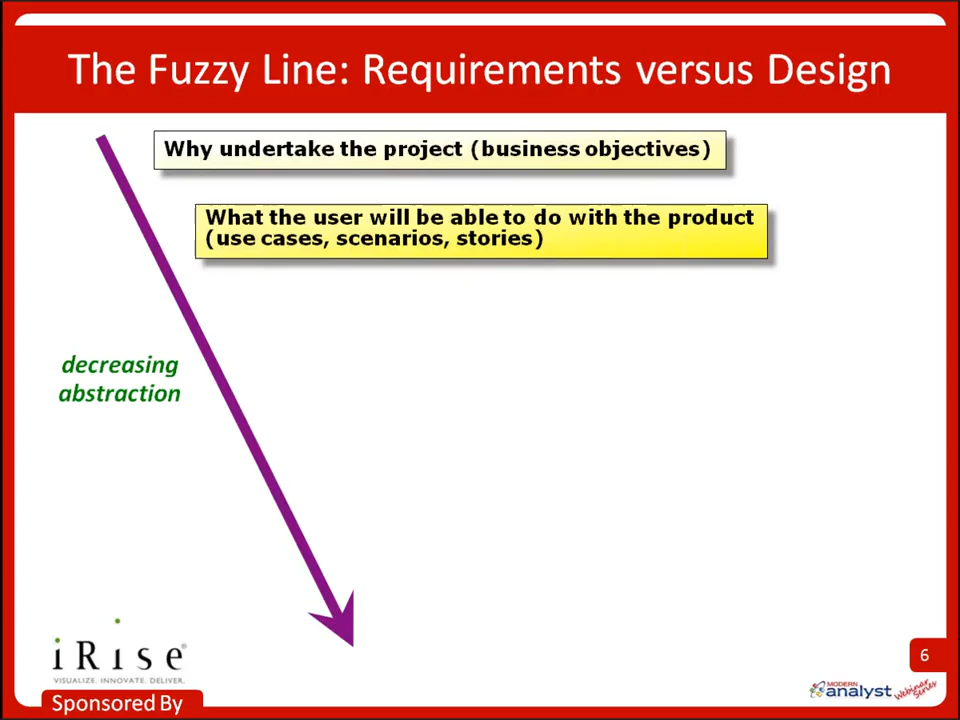 The Fuzzy Line: Requirements versus Design
Why undertake the project (business objectives)
What the user will be able to do with the product
(use cases, scenarios, stories)
decreasing
abstraction
iRise®
VISUALIZE. INNOVATE. DELIVER.
Sponsored By
6
MODERN
analyst
Webinar
Series